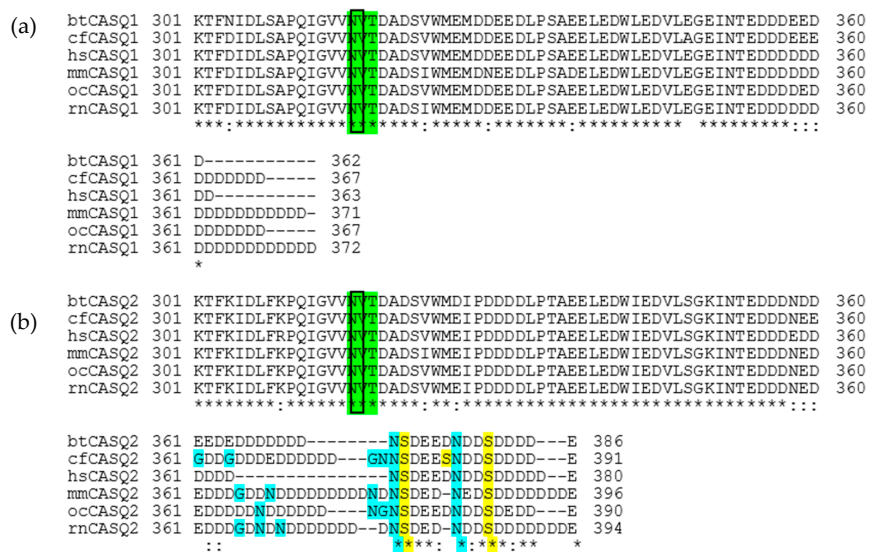 (a)
btCASQ1 301 KTFNIDLSAPQIGVVNVTDADSVWMEMDDEEDLPSAEELEDWLEDVLEGEINTEDDDEED 360
cfCASQ1 301 KTFDIDLSAPQIGVVNVTDADSVWMEMDDEEDLPSAEELEDWLEDVLAGEINTEDDDEEE 360
hsCASQ1 301 KTFDIDLSAPQIGVVNVTDADSVWMEMDDEEDLPSAEELEDWLEDVLEGEINTEDDDDDD 360
mmCASQ1 301 KTFDIDLSAPQIGVVNVTDADSIWMEMDNEEDLPSADELEDWLEDVLEGEINTEDDDDDD 360
ocCASQ1 301 KTFDIDLSAPQIGVVNVTDADSIWMEMDDEEDLPSAEELEDWLEDVLEGEINTEDDDDED 360
rnCASQ1 301 KTFDIDLSAPQIGVVNVTDADSIWMEMDDEEDLPSAEELEDWLEDVLEGEINTEDDDDDD 360
***:******************:*****:*******:********** *********:::
btCASQ1 361 D------------ 362
cfCASQ1 361 DDDDDDD----- 367
hsCASQ1 361 DD---------- 363
mmCASQ1 361 DDDDDDDDDDD- 371
ocCASQ1 361 DDDDDDD----- 367
rnCASQ1 361 DDDDDDDDDDDD 372
*
(b)
btCASQ2 301 KTFKIDLFKPQIGVVNVTDADSVWMDIPDDDDLPTAEELEDWIEDVLSGKINTEDDDNDD 360
cfCASQ2 301 KTFKIDLFKPQIGVVNVTDADSVWMEIPDDDDLPTAEELEDWIEDVLSGKINTEDDDNEE 360
hsCASQ2 301 KTFKIDLFRPQIGVVNVTDADSVWMEIPDDDDLPTAEELEDWIEDVLSGKINTEDDDEDD 360
mmCASQ2 301 KTFKIDLFKPQIGVVNVTDADSIWMEIPDDDDLPTAEELEDWIEDVLSGKINTEDDDNED 360
ocCASQ2 301 KTFKIDLFKPQIGVVNVTDADSVWMEIPDDDDLPTAEELEDWIEDVLSGKINTEDDDNED 360
rnCASQ2 301 KTFKIDLFKPQIGVVNVTDADSVWMEIPDDDDLPTAEELEDWIEDVLSGKINTEDDDNED 360
********:*************:**:*******************************:::
btCASQ2 361 EEDEDDDDDDD--------NSDEEDNDDSDDDD---E 386
cfCASQ2 361 GDDGDDDEDDDDDD---GNNSDEESNDDSDDDD---E 391
hsCASQ2 361 DDDD---------------NSDEEDNDDSDDDDD--E 380
mmCASQ2 361 EDDDGDDNDDDDDDDDDNDNSDED-NEDSDDDDDDDE 396
ocCASQ2 361 EDDDDDNDDDDDD----NGNSDEEDNDDSDEDD---E 390
rnCASQ2 361 EDDDGDNDNDDDDDDD--DNSDED-NDDSDDDDDDDE 394
:: ****: *:**:** *